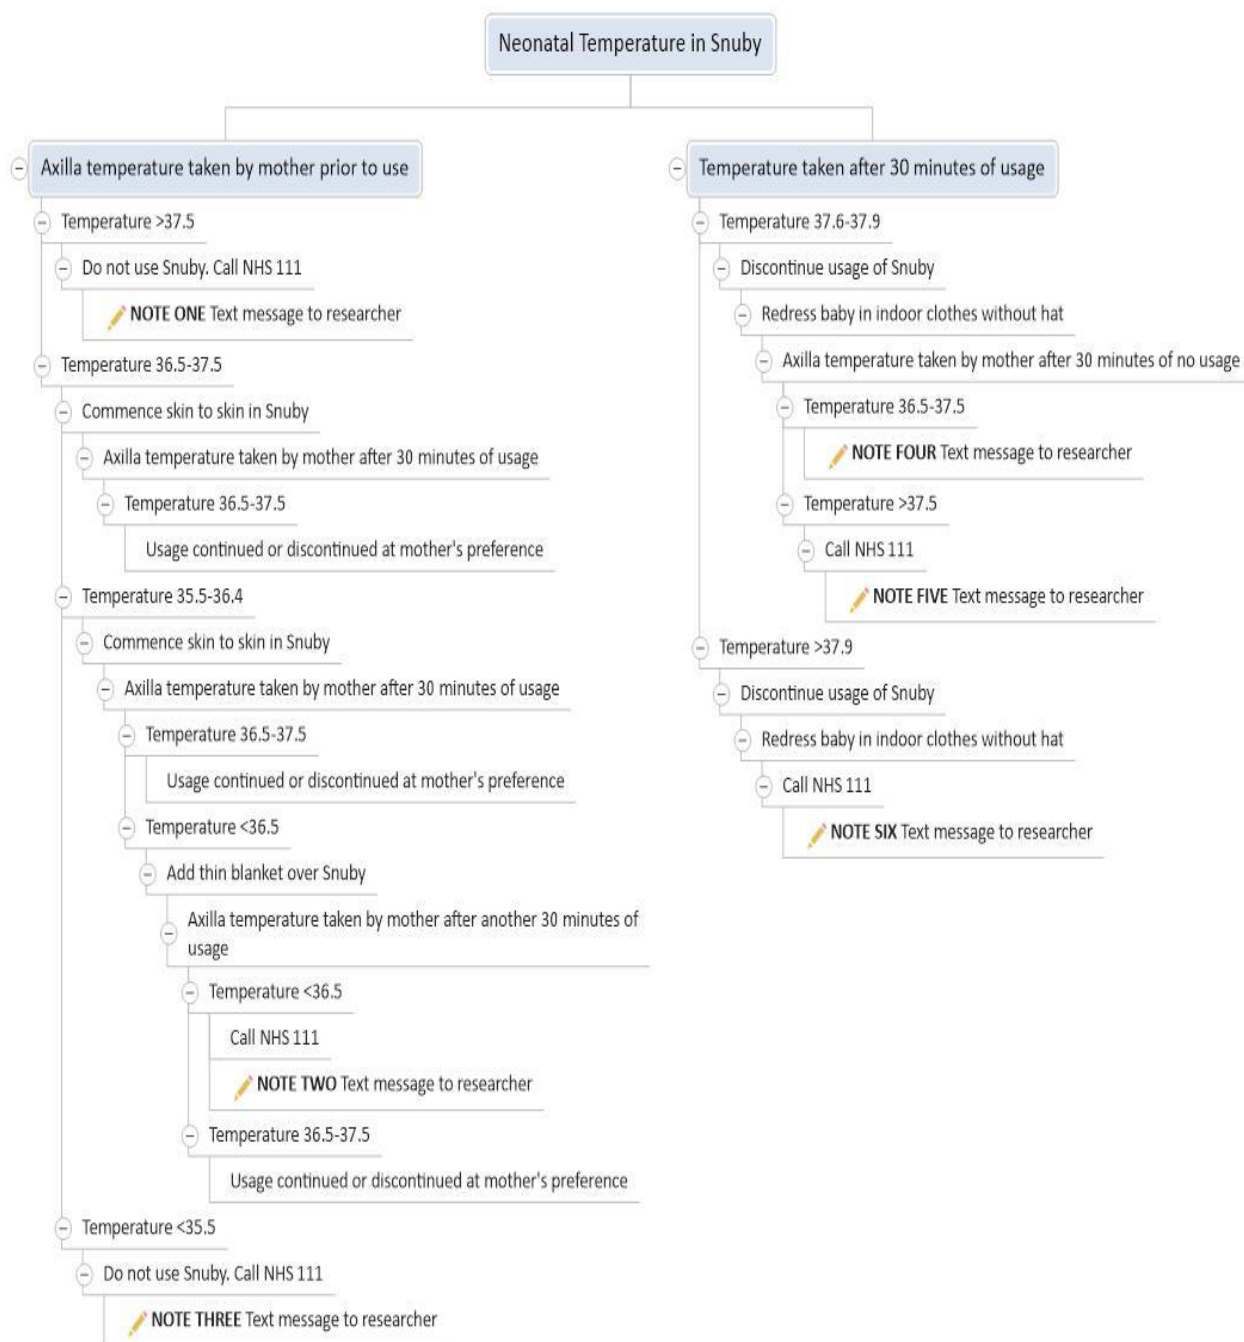 Neonatal Temperature in Snuby
Axilla temperature taken by mother prior to use
Temperature >37.5
Do not use Snuby. Call NHS 111
NOTE ONE Text message to researcher
Temperature 36.5-37.5
Commence skin to skin in Snuby
Axilla temperature taken by mother after 30 minutes of usage
Temperature 36.5-37.5
Usage continued or discontinued at mother's preference
Temperature 35.5-36.4
Commence skin to skin in Snuby
Axilla temperature taken by mother after 30 minutes of usage
Temperature 36.5-37.5
Usage continued or discontinued at mother's preference
Temperature <36.5
Add thin blanket over Snuby
Axilla temperature taken by mother after another 30 minutes of
usage
Temperature <36.5
Call NHS 111
NOTE TWO Text message to researcher
Temperature 36.5-37.5
Usage continued or discontinued at mother's preference
Temperature <35.5
Do not use Snuby. Call NHS 111
NOTE THREE Text message to researcher
Temperature taken after 30 minutes of usage
Temperature 37.6-37.9
Discontinue usage of Snuby
Redress baby in indoor clothes without hat
Axilla temperature taken by mother after 30 minutes of no usage
Temperature 36.5-37.5
NOTE FOUR Text message to researcher
Temperature >37.5
Call NHS 111
NOTE FIVE Text message to researcher
Temperature >37.9
Discontinue usage of Snuby
Redress baby in indoor clothes without hat
Call NHS 111
NOTE SIX Text message to researcher